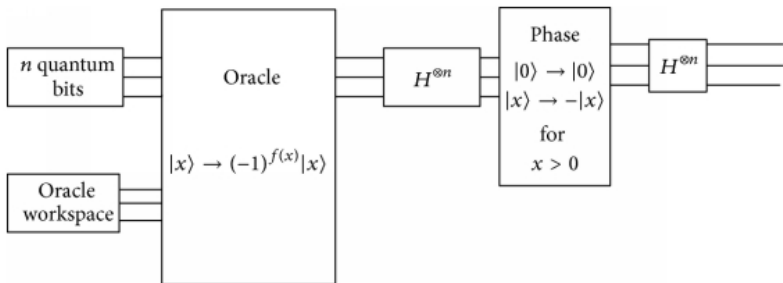 n quantum
bits
Oracle
|x⟩ → (−1)^{f(x)}|x⟩
Oracle
workspace
H^{⊗n}
Phase
|0⟩ → |0⟩
|x⟩ → −|x⟩
for
x > 0
H^{⊗n}